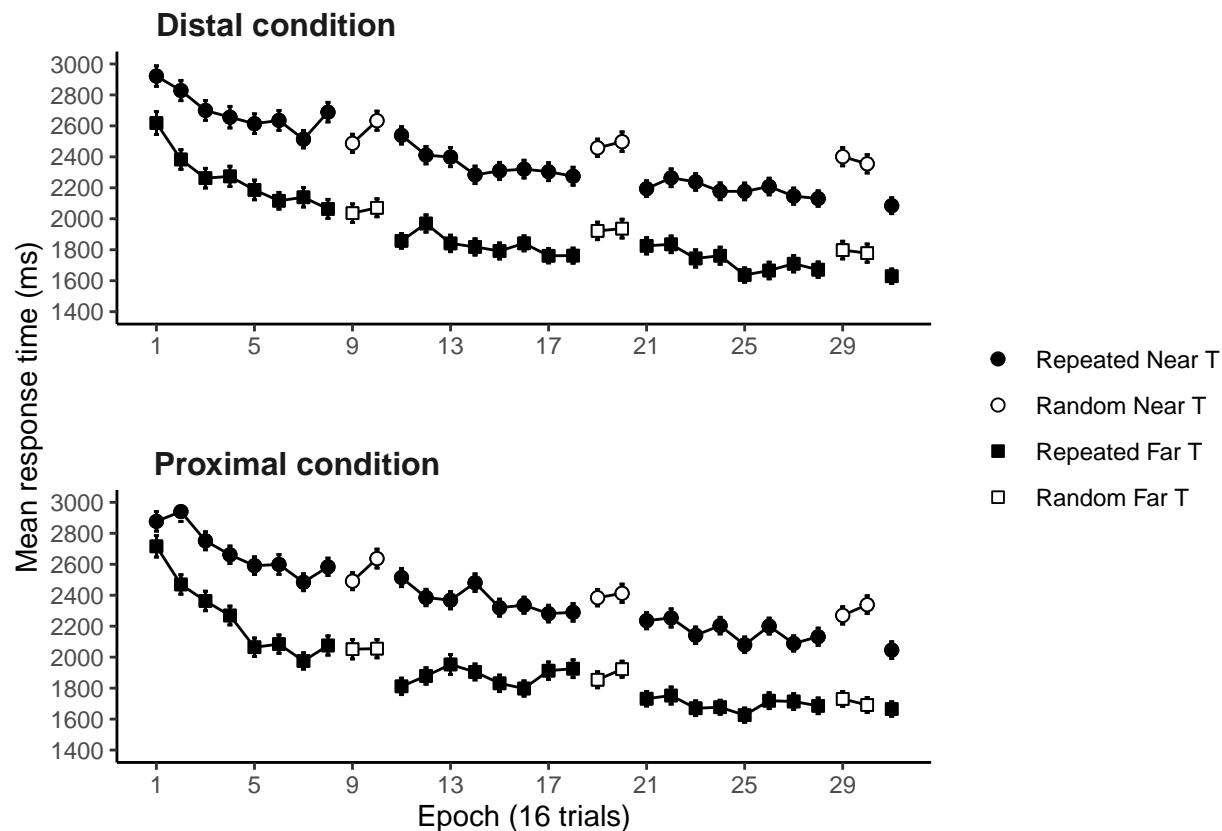 Distal condition
3000
2800
2600
2400
2200
2000
1800
1600
1400
1 5 9 13 17 21 25 29
Mean response time (ms)
Repeated Near T
Random Near T
Repeated Far T
Random Far T
Proximal condition
3000
2800
2600
2400
2200
2000
1800
1600
1400
1 5 9 13 17 21 25 29
Epoch (16 trials)